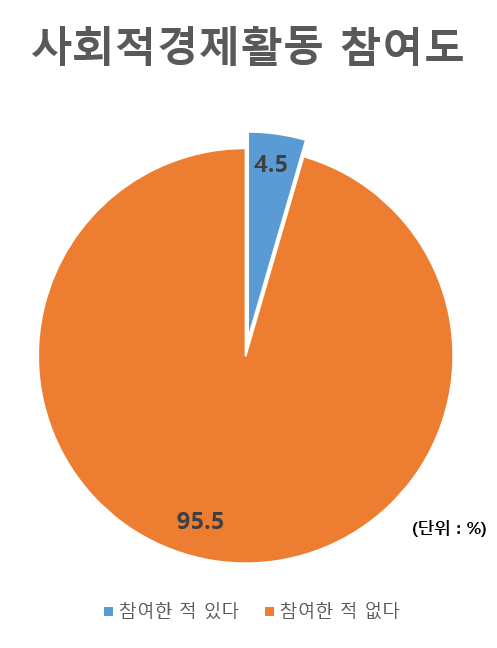 사회적경제활동 참여도
4.5
95.5
(단위 : %)
참여한 적 있다 참여한 적 없다